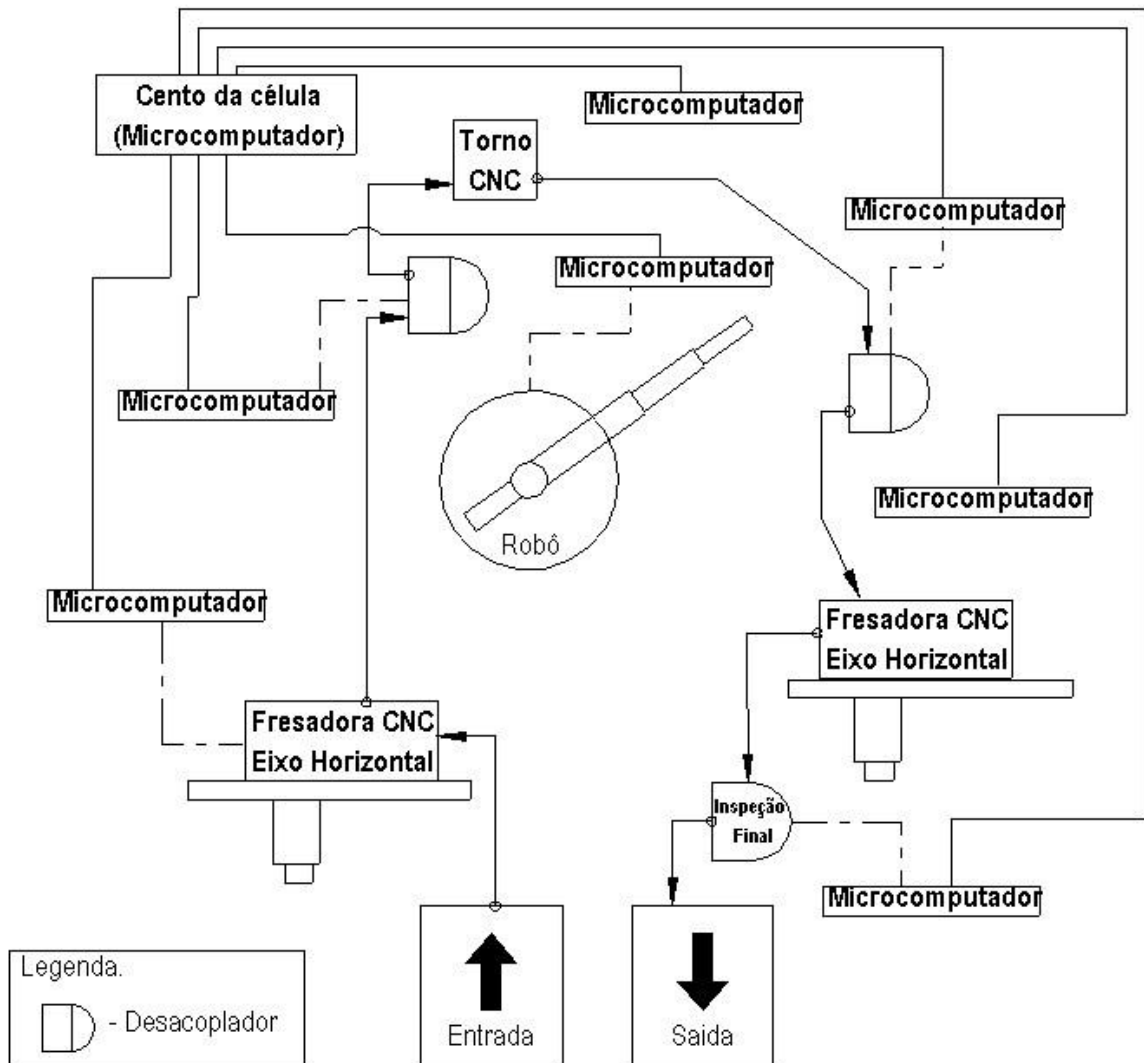 Cento da célula
(Microcomputador)
Microcomputador
Torno
CNC
Microcomputador
Microcomputador
Microcomputador
Microcomputador
Robô
Microcomputador
Fresadora CNC
Eixo Horizontal
Fresadora CNC
Eixo Horizontal
Inspeção
Final
Microcomputador
Legenda.
- Desacoplador
Entrada
Saida